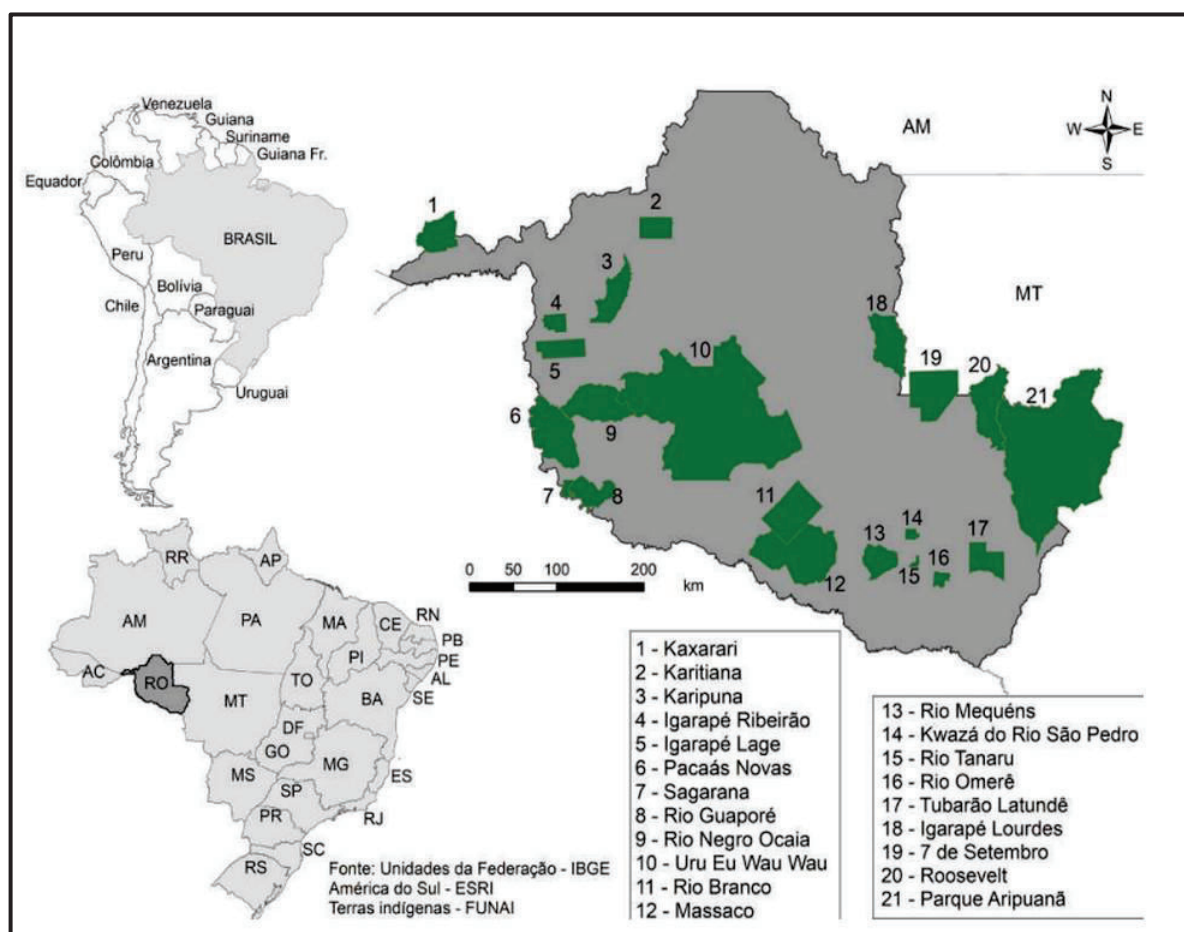 Venezuela
Guiana
Suriname
Guiana Fr.
Colômbia
Equador
BRASIL
Peru
Bolívia
Chile
Paraguai
Argentina
Uruguai
RR
AP
AM
PA
MA
CE
RN
PB
PE
AL
SE
PI
AC
RO
TO
BA
MT
DF
GO
MG
ES
MS
SP
RJ
PR
SC
RS
Fonte: Unidades da Federação - IBGE
América do Sul - ESRI
Terras indígenas - FUNAI
N
W E
S
AM
MT
1
2
3
4
5
6
7
8
9
10
11
12
13
14
15
16
17
18
19
20
21
0 50 100 200
km
1 - Kaxarari
2 - Karitiana
3 - Karipuna
4 - Igarapé Ribeirão
5 - Igarapé Lage
6 - Pacaás Novas
7 - Sagarana
8 - Rio Guaporé
9 - Rio Negro Ocaia
10 - Uru Eu Wau Wau
11 - Rio Branco
12 - Massaco
13 - Rio Mequéns
14 - Kwazá do Rio São Pedro
15 - Rio Tanaru
16 - Rio Omerê
17 - Tubarão Latundê
18 - Igarapé Lourdes
19 - 7 de Setembro
20 - Roosevelt
21 - Parque Aripuanã